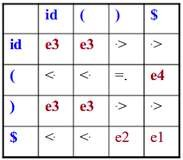 id ( ) $
id e3 e3 ·> ·>
( <· <· =. e4
) e3 e3 ·> ·>
$ <· <· e2 e1